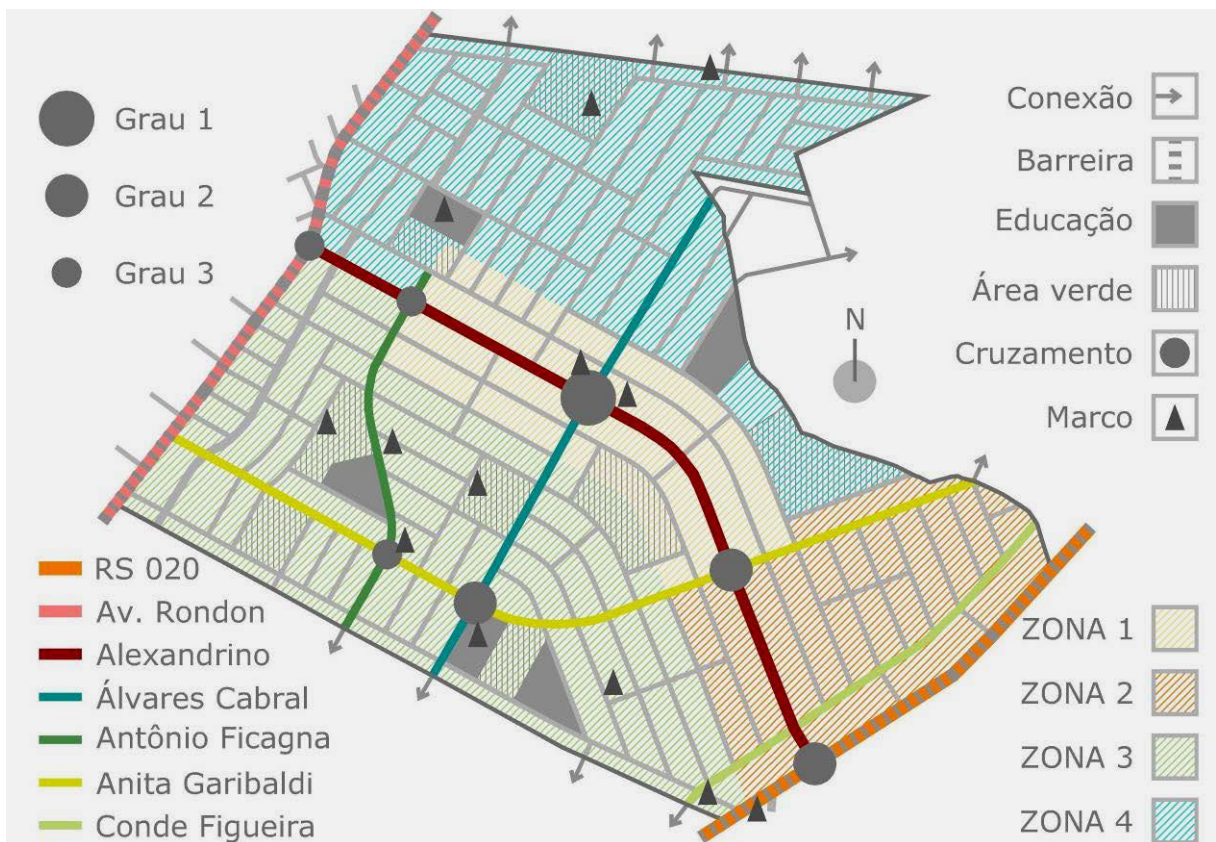 Grau 1
Grau 2
Grau 3
Conexão
Barreira
Educação
Área verde
Cruzamento
Marco
N
RS 020
Av. Rondon
Alexandrino
Álvares Cabral
Antônio Ficagna
Anita Garibaldi
Conde Figueira
ZONA 1
ZONA 2
ZONA 3
ZONA 4